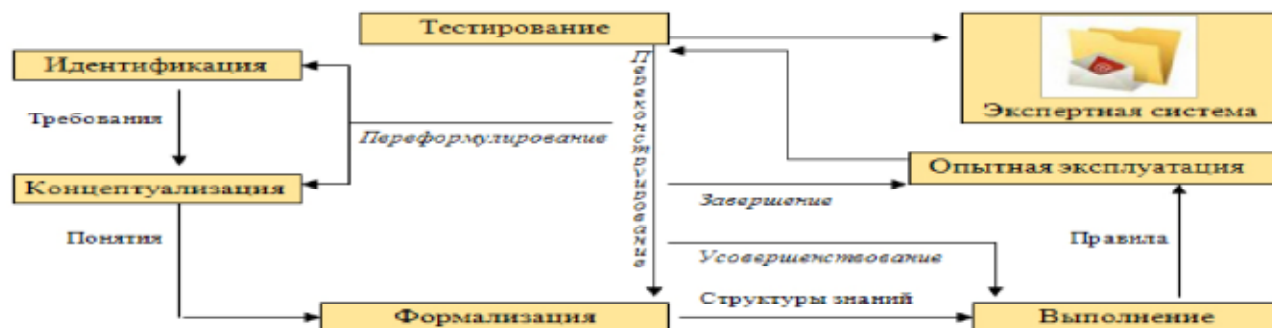 Тестирование
Идентификация
Экспертная система
Требования
Переформулирование
Переконструирование
Опытная эксплуатация
Концептуализация
Завершение
Понятия
Правила
Усовершенствование
Структуры знаний
Формализация
Выполнение